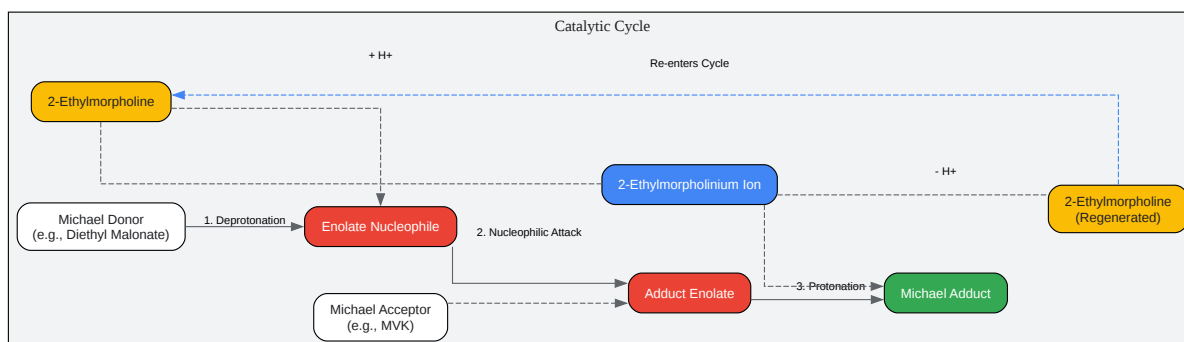 Catalytic Cycle
+ H+
Re-enters Cycle
2-Ethylmorpholine
2-Ethylmorpholinium Ion
- H+
2-Ethylmorpholine
(Regenerated)
Michael Donor
(e.g., Diethyl Malonate)
1. Deprotonation
Enolate Nucleophile
2. Nucleophilic Attack
Michael Acceptor
(e.g., MVK)
Adduct Enolate
3. Protonation
Michael Adduct